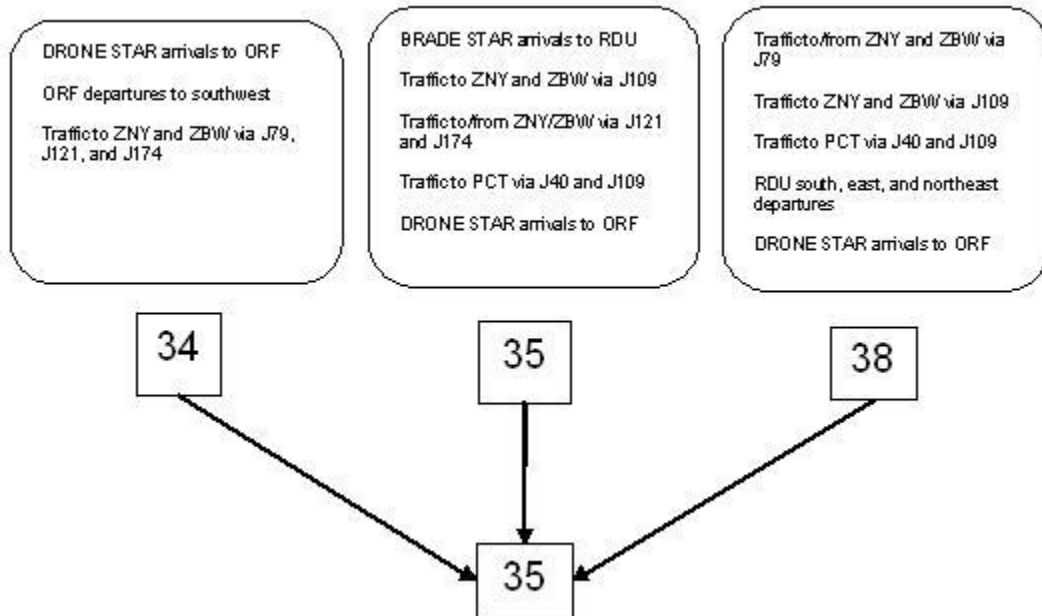 DRONE STAR arrivals to ORF
ORF departures to southwest
Traffic to ZNY and ZBW via J79,
J121, and J174
BRADE STAR arrivals to RDU
Traffic to ZNY and ZBW via J109
Traffic to/from ZNY/ZBW via J121
and J174
Traffic to PCT via J40 and J109
DRONE STAR arrivals to ORF
Traffic to/from ZNY and ZBW via
J79
Traffic to ZNY and ZBW via J109
Traffic to PCT via J40 and J109
RDU south, east, and northeast
departures
DRONE STAR arrivals to ORF
34
35
38
35